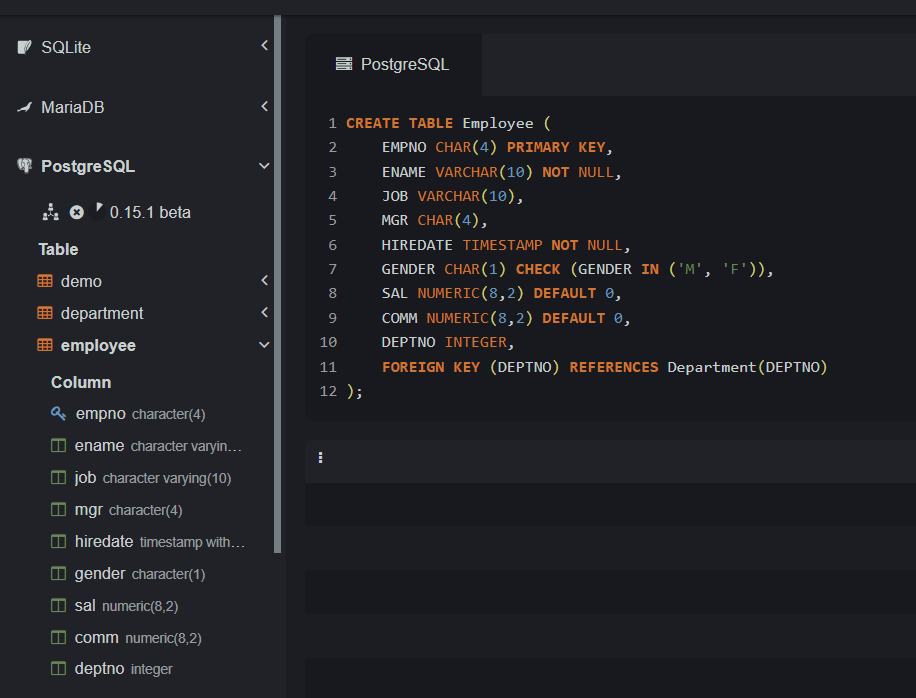 SQLite
MariaDB
PostgreSQL
0.15.1 beta
Table
demo
department
employee
Column
empno character(4)
ename character varyin…
job character varying(10)
mgr character(4)
hiredate timestamp with…
gender character(1)
sal numeric(8,2)
comm numeric(8,2)
deptno integer
PostgreSQL
1 CREATE TABLE Employee (
2 EMPNO CHAR(4) PRIMARY KEY,
3 ENAME VARCHAR(10) NOT NULL,
4 JOB VARCHAR(10),
5 MGR CHAR(4),
6 HIREDATE TIMESTAMP NOT NULL,
7 GENDER CHAR(1) CHECK (GENDER IN ('M', 'F')),
8 SAL NUMERIC(8,2) DEFAULT 0,
9 COMM NUMERIC(8,2) DEFAULT 0,
10 DEPTNO INTEGER,
11 FOREIGN KEY (DEPTNO) REFERENCES Department(DEPTNO)
12 );